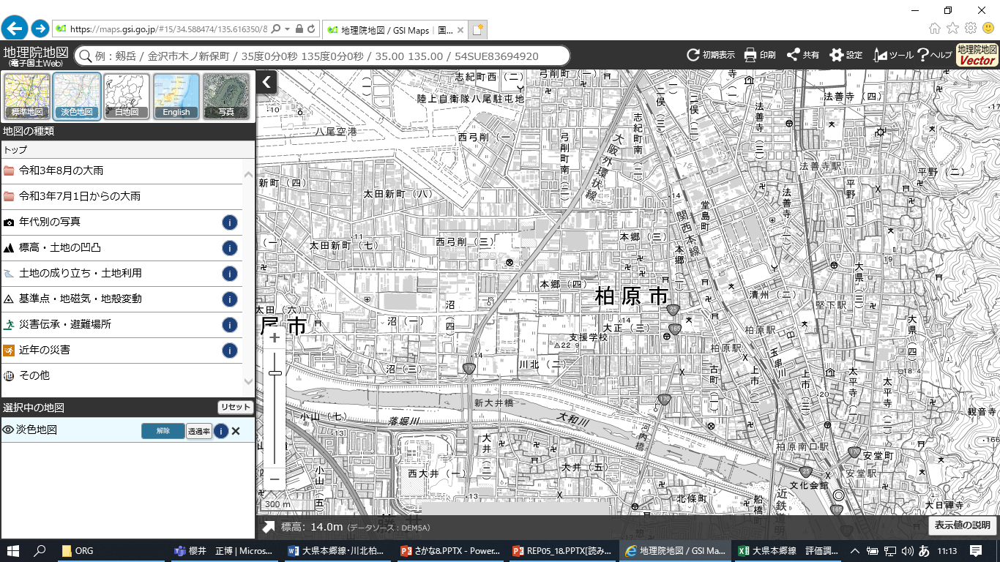 https://maps.gsi.go.jp/#15/34.588474/135.616350/8
地理院地図 / GSI Maps｜国...
地理院地図
(電子国土Web)
例：剱岳 / 金沢市木ノ新保町 / 35度0分0秒 135度0分0秒 / 35.00 135.00 / 54SUE83694920
初期表示
印刷
共有
設定
ツール
ヘルプ
地理院地図
Vector
標準地図
淡色地図
白地図
English
写真
地図の種類
トップ
令和3年8月の大雨
令和3年7月1日からの大雨
年代別の写真
標高・土地の凹凸
土地の成り立ち・土地利用
基準点・地磁気・地殻変動
災害伝承・避難場所
近年の災害
その他
選択中の地図
リセット
淡色地図
解除
透過率
志紀町西（二）
弓削町（一）
陸上自衛隊八尾駐屯地
八尾空港
西弓削（一）
弓削町南（二）
大阪外環状線
志紀町南（二）
二俣（三）
二俣（二）
法善寺（四）
法善寺（三）
法善寺駅
平野（二）
平野（一）
法善寺（一）
新町（四）
太田新町（八）
太田新町（七）
西弓削（三）
本郷（三）
本郷（四）
関西本線
堂島町
柏原市
清州（二）
大県（三）
堅下駅
大県（四）
太田（六）
尾市
沼（一）
沼（四）
沼（三）
大正（三）
支援学校
22.9
川北（二）
柏原駅
柏原駅
古町（一）
上市（一）
玉串川
上市（三）
太平寺（一）
太平寺（二）
観音寺
新大井橋
小山（七）
落堀川
大和川
河内橋
柏原南口駅
安堂町
安堂駅
文化会館
大井（二）
西大井（一）
大井（五）
北條町
船橋
近鉄道明
小山（五）
大日禅寺
170
25
165
300 m
標高: 14.0m (データソース：DEM5A)
表示値の説明
ORG
櫻井　正博 | Micros...
大県本郷線・川北柏...
さかな8.PPTX - Power...
REP05_18.PPTX[読み...
地理院地図 / GSI Ma...
大県本郷線　評価調...
あ
11:13